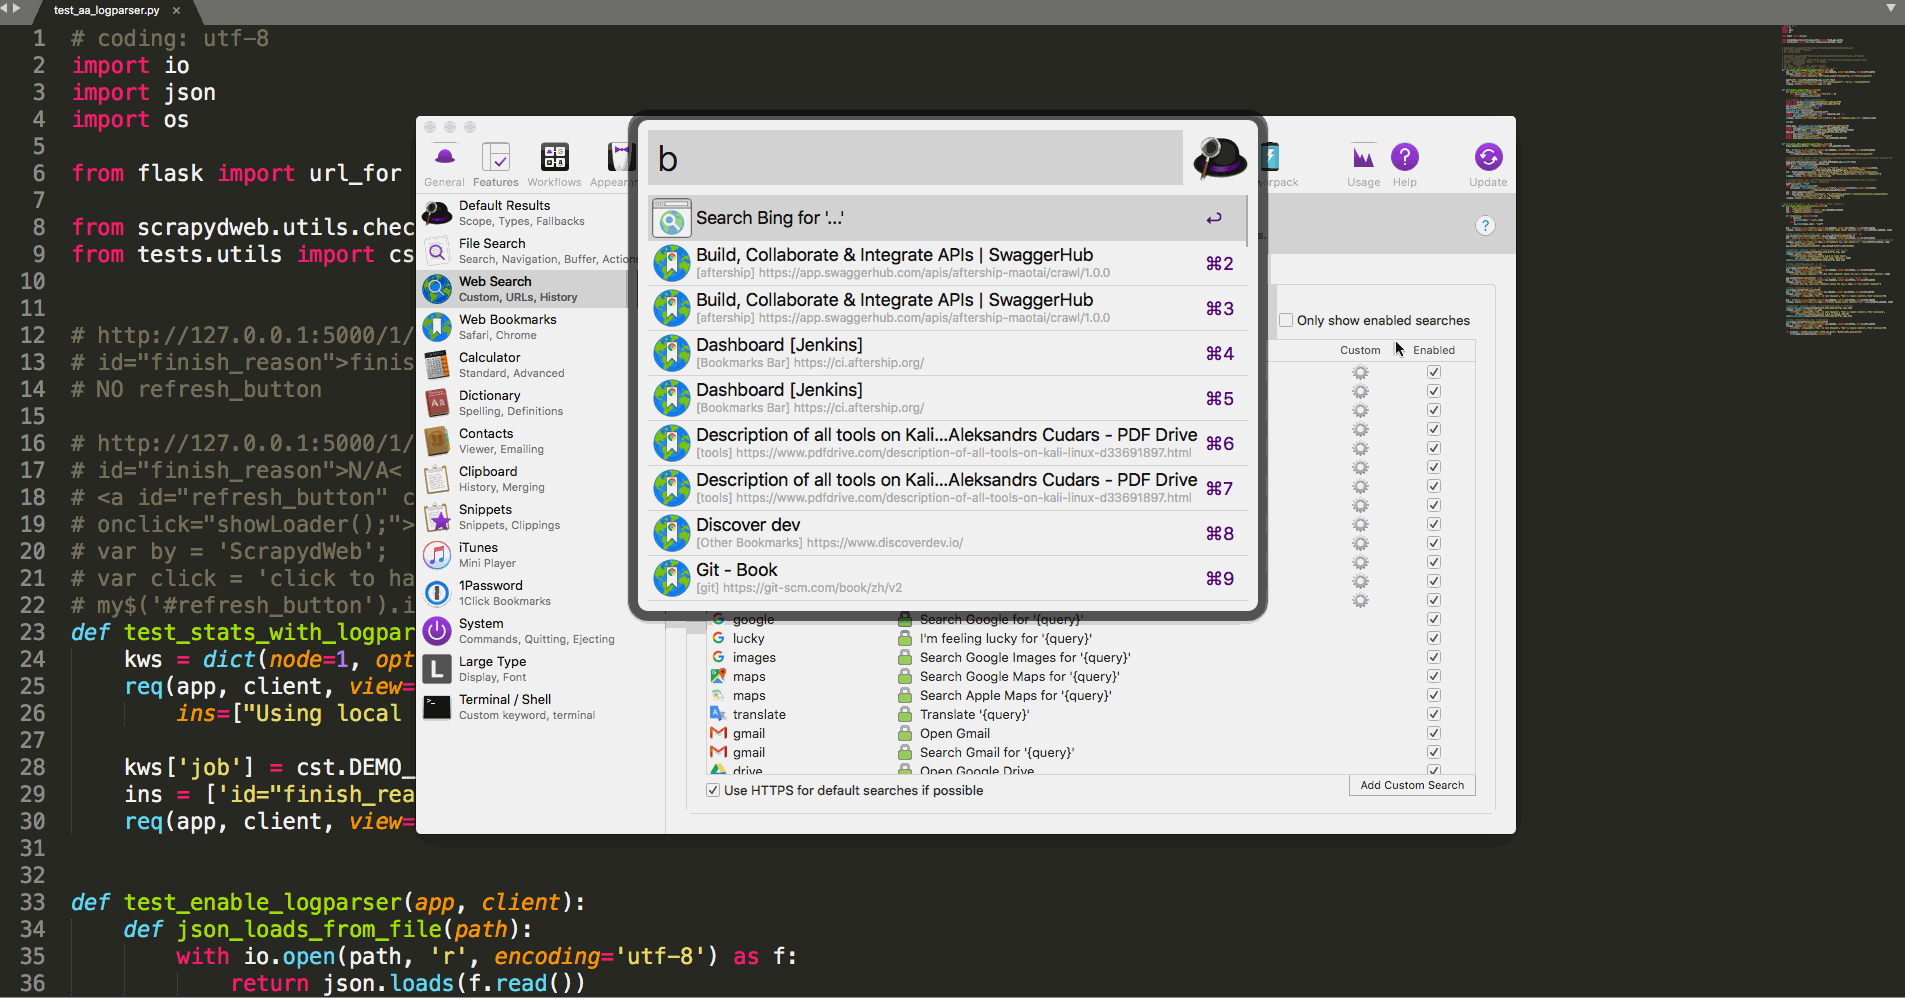 test_aa_logparser.py ×
1 # coding: utf-8
2 import io
3 import json
4 import os
5
6 from flask import url_for
7
8 from scrapydweb.utils.chec
9 from tests.utils import cs
10
11
12 # http://127.0.0.1:5000/1/
13 # id="finish_reason">finis
14 # NO refresh_button
15
16 # http://127.0.0.1:5000/1/
17 # id="finish_reason">N/A<
18 # <a id="refresh_button" c
19 # onclick="showLoader();">
20 # var by = 'ScrapydWeb';
21 # var click = 'click to ha
22 # my$('#refresh_button').i
23 def test_stats_with_logpar
24 kws = dict(node=1, opt
25 req(app, client, view=
26 ins=["Using local
27
28 kws['job'] = cst.DEMO_
29 ins = ['id="finish_rea
30 req(app, client, view=
31
32
33 def test_enable_logparser(app, client):
34 def json_loads_from_file(path):
35 with io.open(path, 'r', encoding='utf-8') as f:
36 return json.loads(f.read())
General Features Workflows Appearan
erpack Usage Help Update
Default Results
Scope, Types, Fallbacks
File Search
Search, Navigation, Buffer, Actions
Web Search
Custom, URLs, History
Web Bookmarks
Safari, Chrome
Calculator
Standard, Advanced
Dictionary
Spelling, Definitions
Contacts
Viewer, Emailing
Clipboard
History, Merging
Snippets
Snippets, Clippings
iTunes
Mini Player
1Password
1Click Bookmarks
System
Commands, Quitting, Ejecting
Large Type
Display, Font
Terminal / Shell
Custom keyword, terminal
b
Search Bing for '...' ↩
Build, Collaborate & Integrate APIs | SwaggerHub ⌘2
[aftership] https://app.swaggerhub.com/apis/aftership-maotai/crawl/1.0.0
Build, Collaborate & Integrate APIs | SwaggerHub ⌘3
[aftership] https://app.swaggerhub.com/apis/aftership-maotai/crawl/1.0.0
Dashboard [Jenkins] ⌘4
[Bookmarks Bar] https://ci.aftership.org/
Dashboard [Jenkins] ⌘5
[Bookmarks Bar] https://ci.aftership.org/
Description of all tools on Kali...Aleksandrs Cudars - PDF Drive ⌘6
[tools] https://www.pdfdrive.com/description-of-all-tools-on-kali-linux-d33691897.html
Description of all tools on Kali...Aleksandrs Cudars - PDF Drive ⌘7
[tools] https://www.pdfdrive.com/description-of-all-tools-on-kali-linux-d33691897.html
Discover dev ⌘8
[Other Bookmarks] https://www.discoverdev.io/
Git - Book ⌘9
[git] https://git-scm.com/book/zh/v2
s. ?
Only show enabled searches
Custom Enabled
google Search Google for '{query}'
lucky I'm feeling lucky for '{query}'
images Search Google Images for '{query}'
maps Search Google Maps for '{query}'
maps Search Apple Maps for '{query}'
translate Translate '{query}'
gmail Open Gmail
gmail Search Gmail for '{query}'
drive Open Google Drive
Use HTTPS for default searches if possible
Add Custom Search